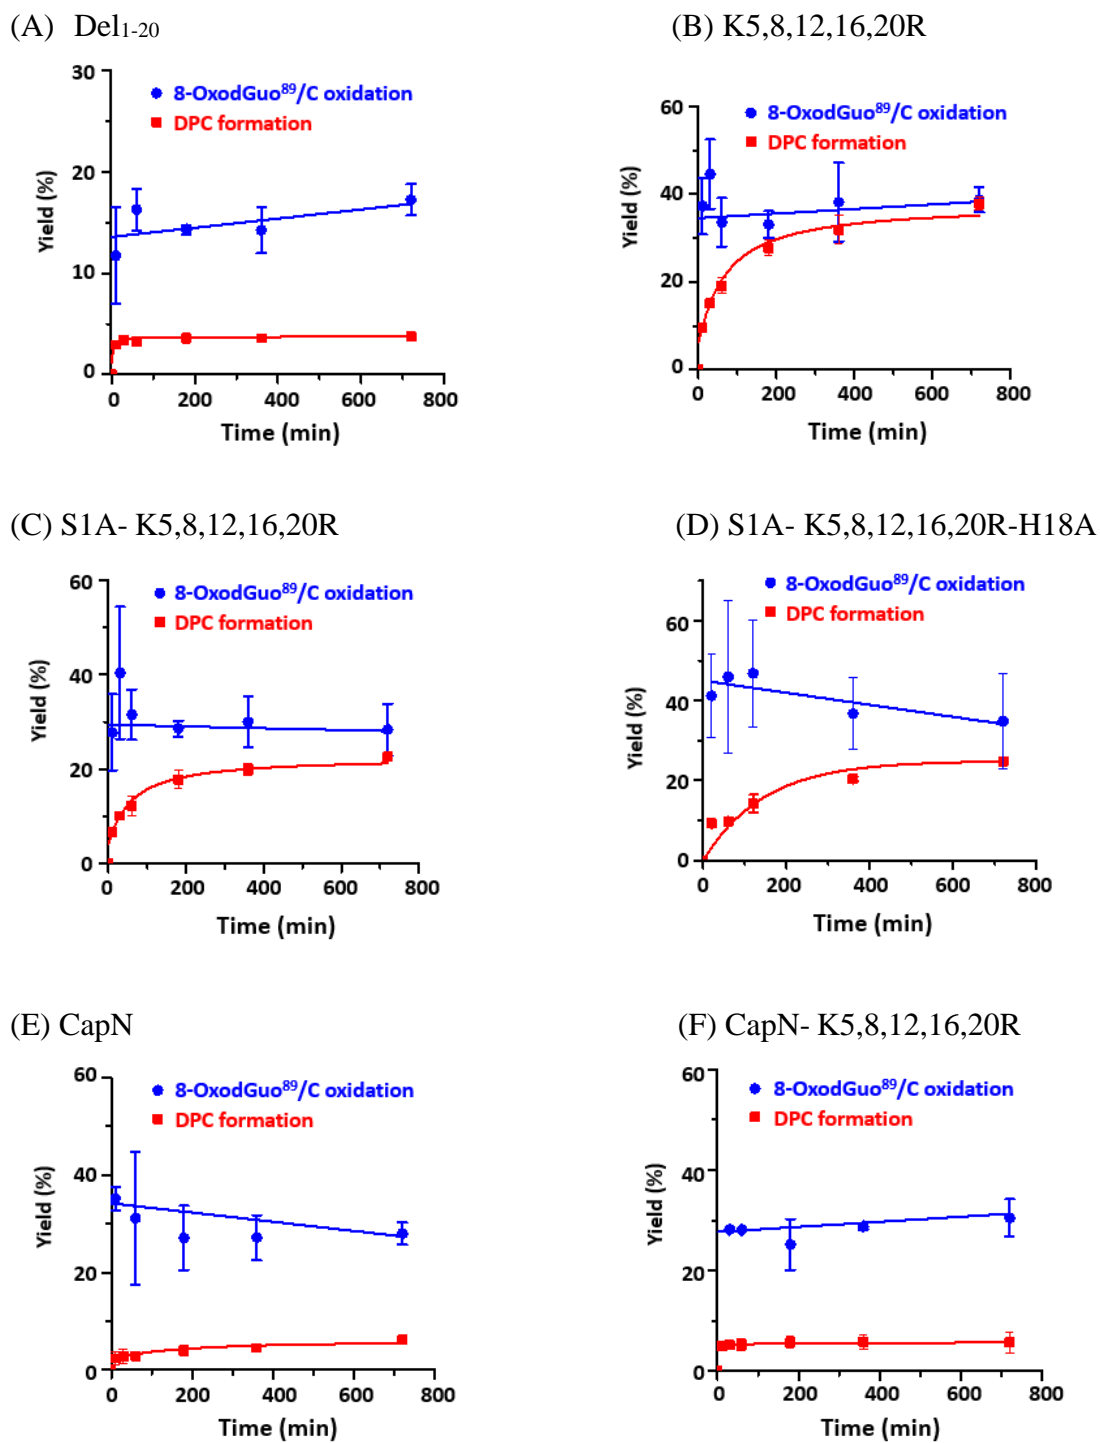 (A) Del₁₋₂₀
8-OxodGuo⁸⁹/C oxidation
DPC formation
Yield (%)
30
20
10
0
0 200 400 600 800
Time (min)
(B) K5,8,12,16,20R
8-OxodGuo⁸⁹/C oxidation
DPC formation
Yield (%)
60
40
20
0
0 200 400 600 800
Time (min)
(C) S1A- K5,8,12,16,20R
8-OxodGuo⁸⁹/C oxidation
DPC formation
Yield (%)
60
40
20
0
0 200 400 600 800
Time (min)
(D) S1A- K5,8,12,16,20R-H18A
8-OxodGuo⁸⁹/C oxidation
DPC formation
Yield (%)
60
40
20
0
0 200 400 600 800
Time (min)
(E) CapN
8-OxodGuo⁸⁹/C oxidation
DPC formation
Yield (%)
60
40
20
0
0 200 400 600 800
Time (min)
(F) CapN- K5,8,12,16,20R
8-OxodGuo⁸⁹/C oxidation
DPC formation
Yield (%)
60
40
20
0
0 200 400 600 800
Time (min)